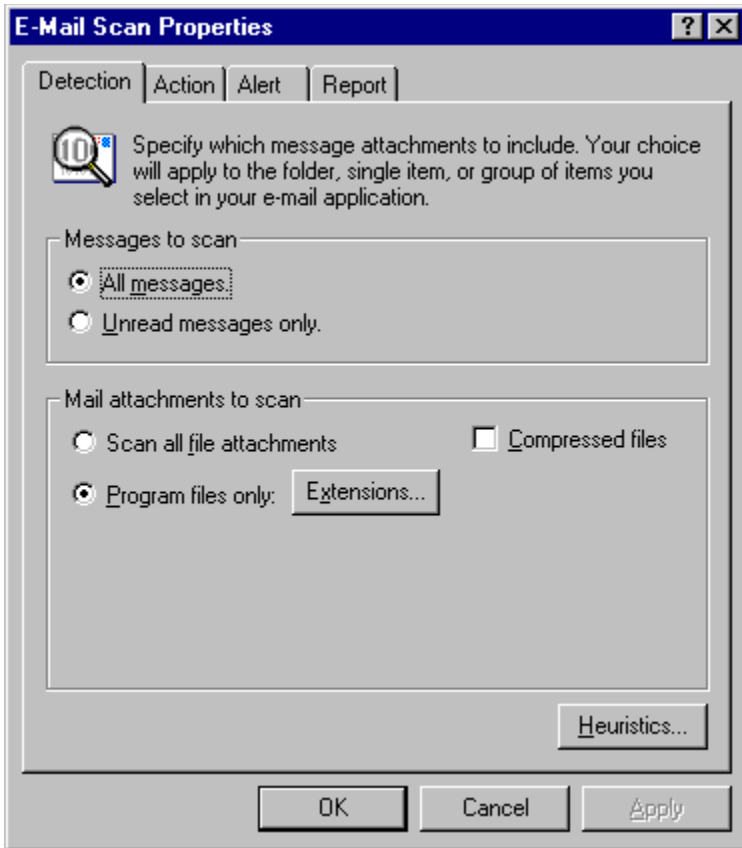 E-Mail Scan Properties
Detection Action Alert Report
Specify which message attachments to include. Your choice
will apply to the folder, single item, or group of items you
select in your e-mail application.
Messages to scan
All messages.
Unread messages only.
Mail attachments to scan
Scan all file attachments Compressed files
Program files only: Extensions...
Heuristics...
OK Cancel Apply